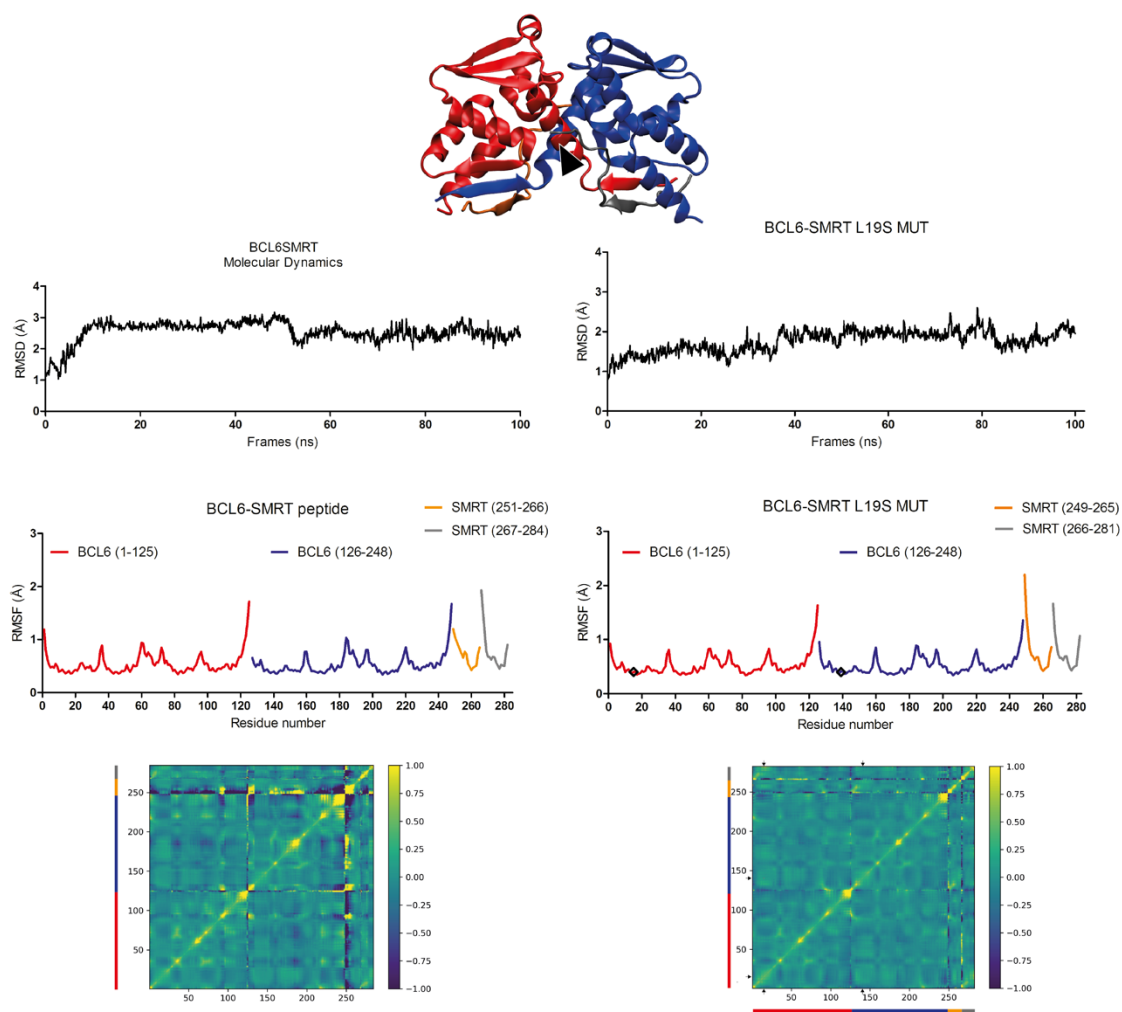 BCL6SMRT
Molecular Dynamics
RMSD (Å)
4
3
2
1
0
0 20 40 60 80 100
Frames (ns)
BCL6-SMRT L19S MUT
RMSD (Å)
4
3
2
1
0
0 20 40 60 80 100
Frames (ns)
BCL6-SMRT peptide
SMRT (251-266)
SMRT (267-284)
BCL6 (1-125)
BCL6 (126-248)
RMSF (Å)
3
2
1
0
0 20 40 60 80 100 120 140 160 180 200 220 240 260 280
Residue number
BCL6-SMRT L19S MUT
SMRT (249-265)
SMRT (266-281)
BCL6 (1-125)
BCL6 (126-248)
RMSF (Å)
3
2
1
0
0 20 40 60 80 100 120 140 160 180 200 220 240 260 280
Residue number
250
200
150
100
50
50 100 150 200 250
1.00
0.75
0.50
0.25
0.00
−0.25
−0.50
−0.75
−1.00
250
200
150
100
50
50 100 150 200 250
1.00
0.75
0.50
0.25
0.00
−0.25
−0.50
−0.75
−1.00